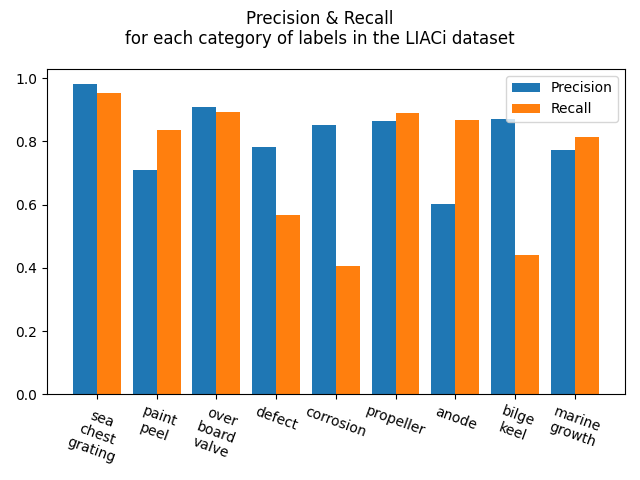 Precision & Recall
for each category of labels in the LIACi dataset
Precision
Recall
1.0
0.8
0.6
0.4
0.2
0.0
sea
chest
grating
paint
peel
over
board
valve
defect
corrosion
propeller
anode
bilge
keel
marine
growth